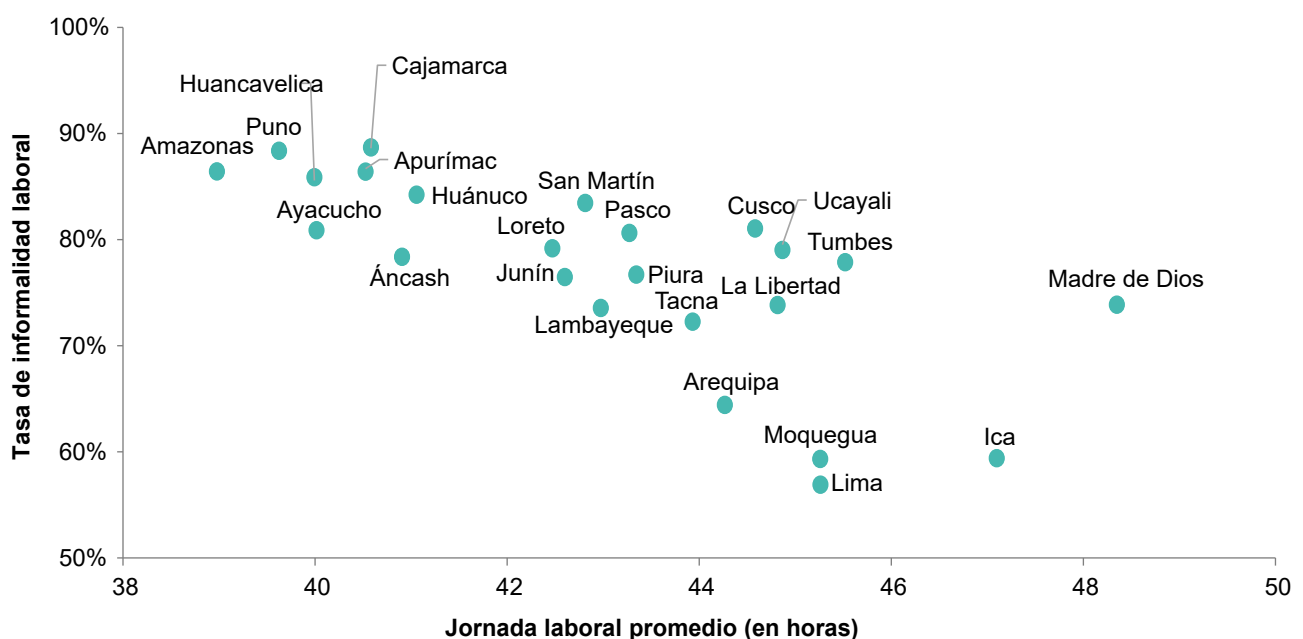 100%
Cajamarca
Huancavelica
90%
Puno
Amazonas
Apurímac
Huánuco
San Martín
Ucayali
Ayacucho
Pasco
Cusco
Loreto
80%
Tumbes
Áncash
Junín
Piura
La Libertad
Madre de Dios
Tacna
Lambayeque
70%
Arequipa
Moquegua
Ica
60%
Lima
50%
38 40 42 44 46 48 50
Tasa de informalidad laboral
Jornada laboral promedio (en horas)